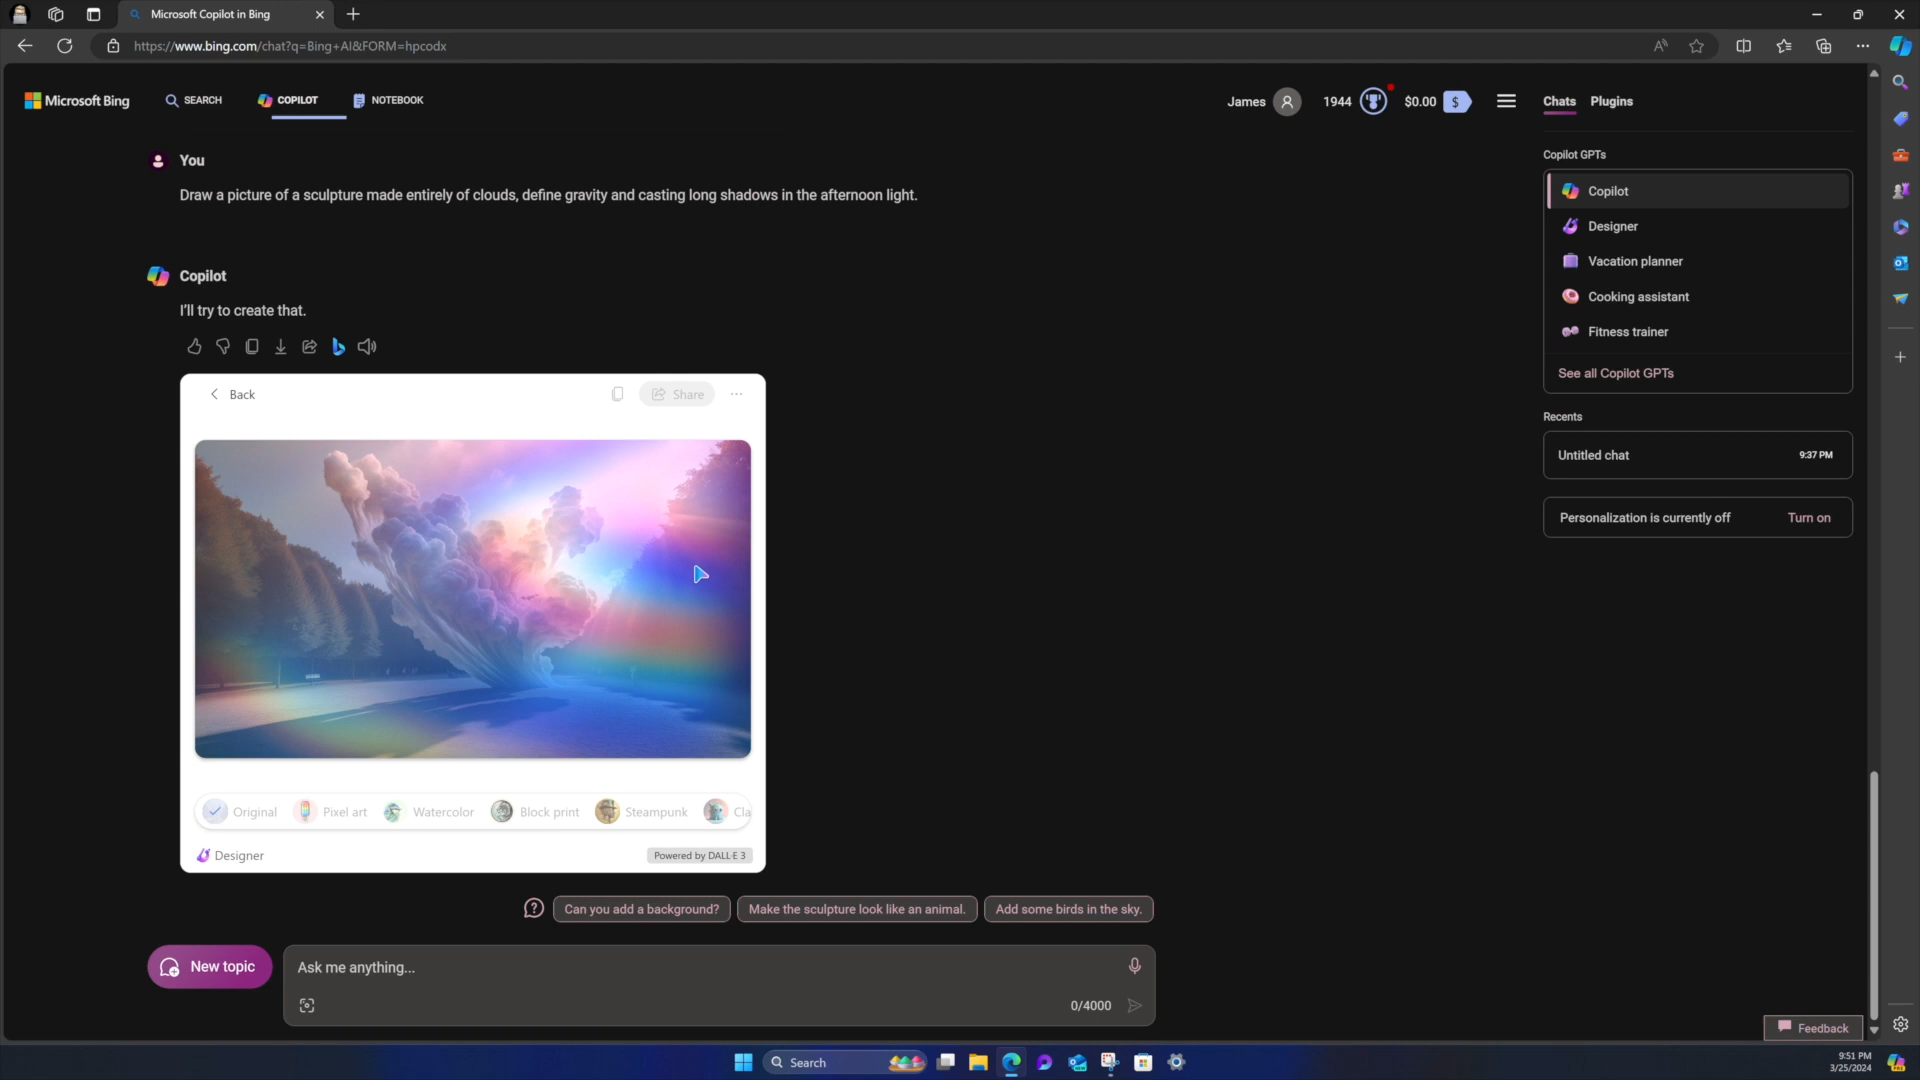 Microsoft Copilot in Bing
https://www.bing.com/chat?q=Bing+AI&FORM=hpcodx
Microsoft Bing
SEARCH
COPILOT
NOTEBOOK
James
1944
$0.00
$
Chats
Plugins
You
Draw a picture of a sculpture made entirely of clouds, define gravity and casting long shadows in the afternoon light.
Copilot
I'll try to create that.
Back
Share
Original
Pixel art
Watercolor
Block print
Steampunk
Cla
Designer
Powered by DALL·E 3
Can you add a background?
Make the sculpture look like an animal.
Add some birds in the sky.
New topic
Ask me anything...
0/4000
Copilot GPTs
Copilot
Designer
Vacation planner
Cooking assistant
Fitness trainer
See all Copilot GPTs
Recents
Untitled chat
9:37 PM
Personalization is currently off
Turn on
Feedback
Search
9:51 PM
3/25/2024